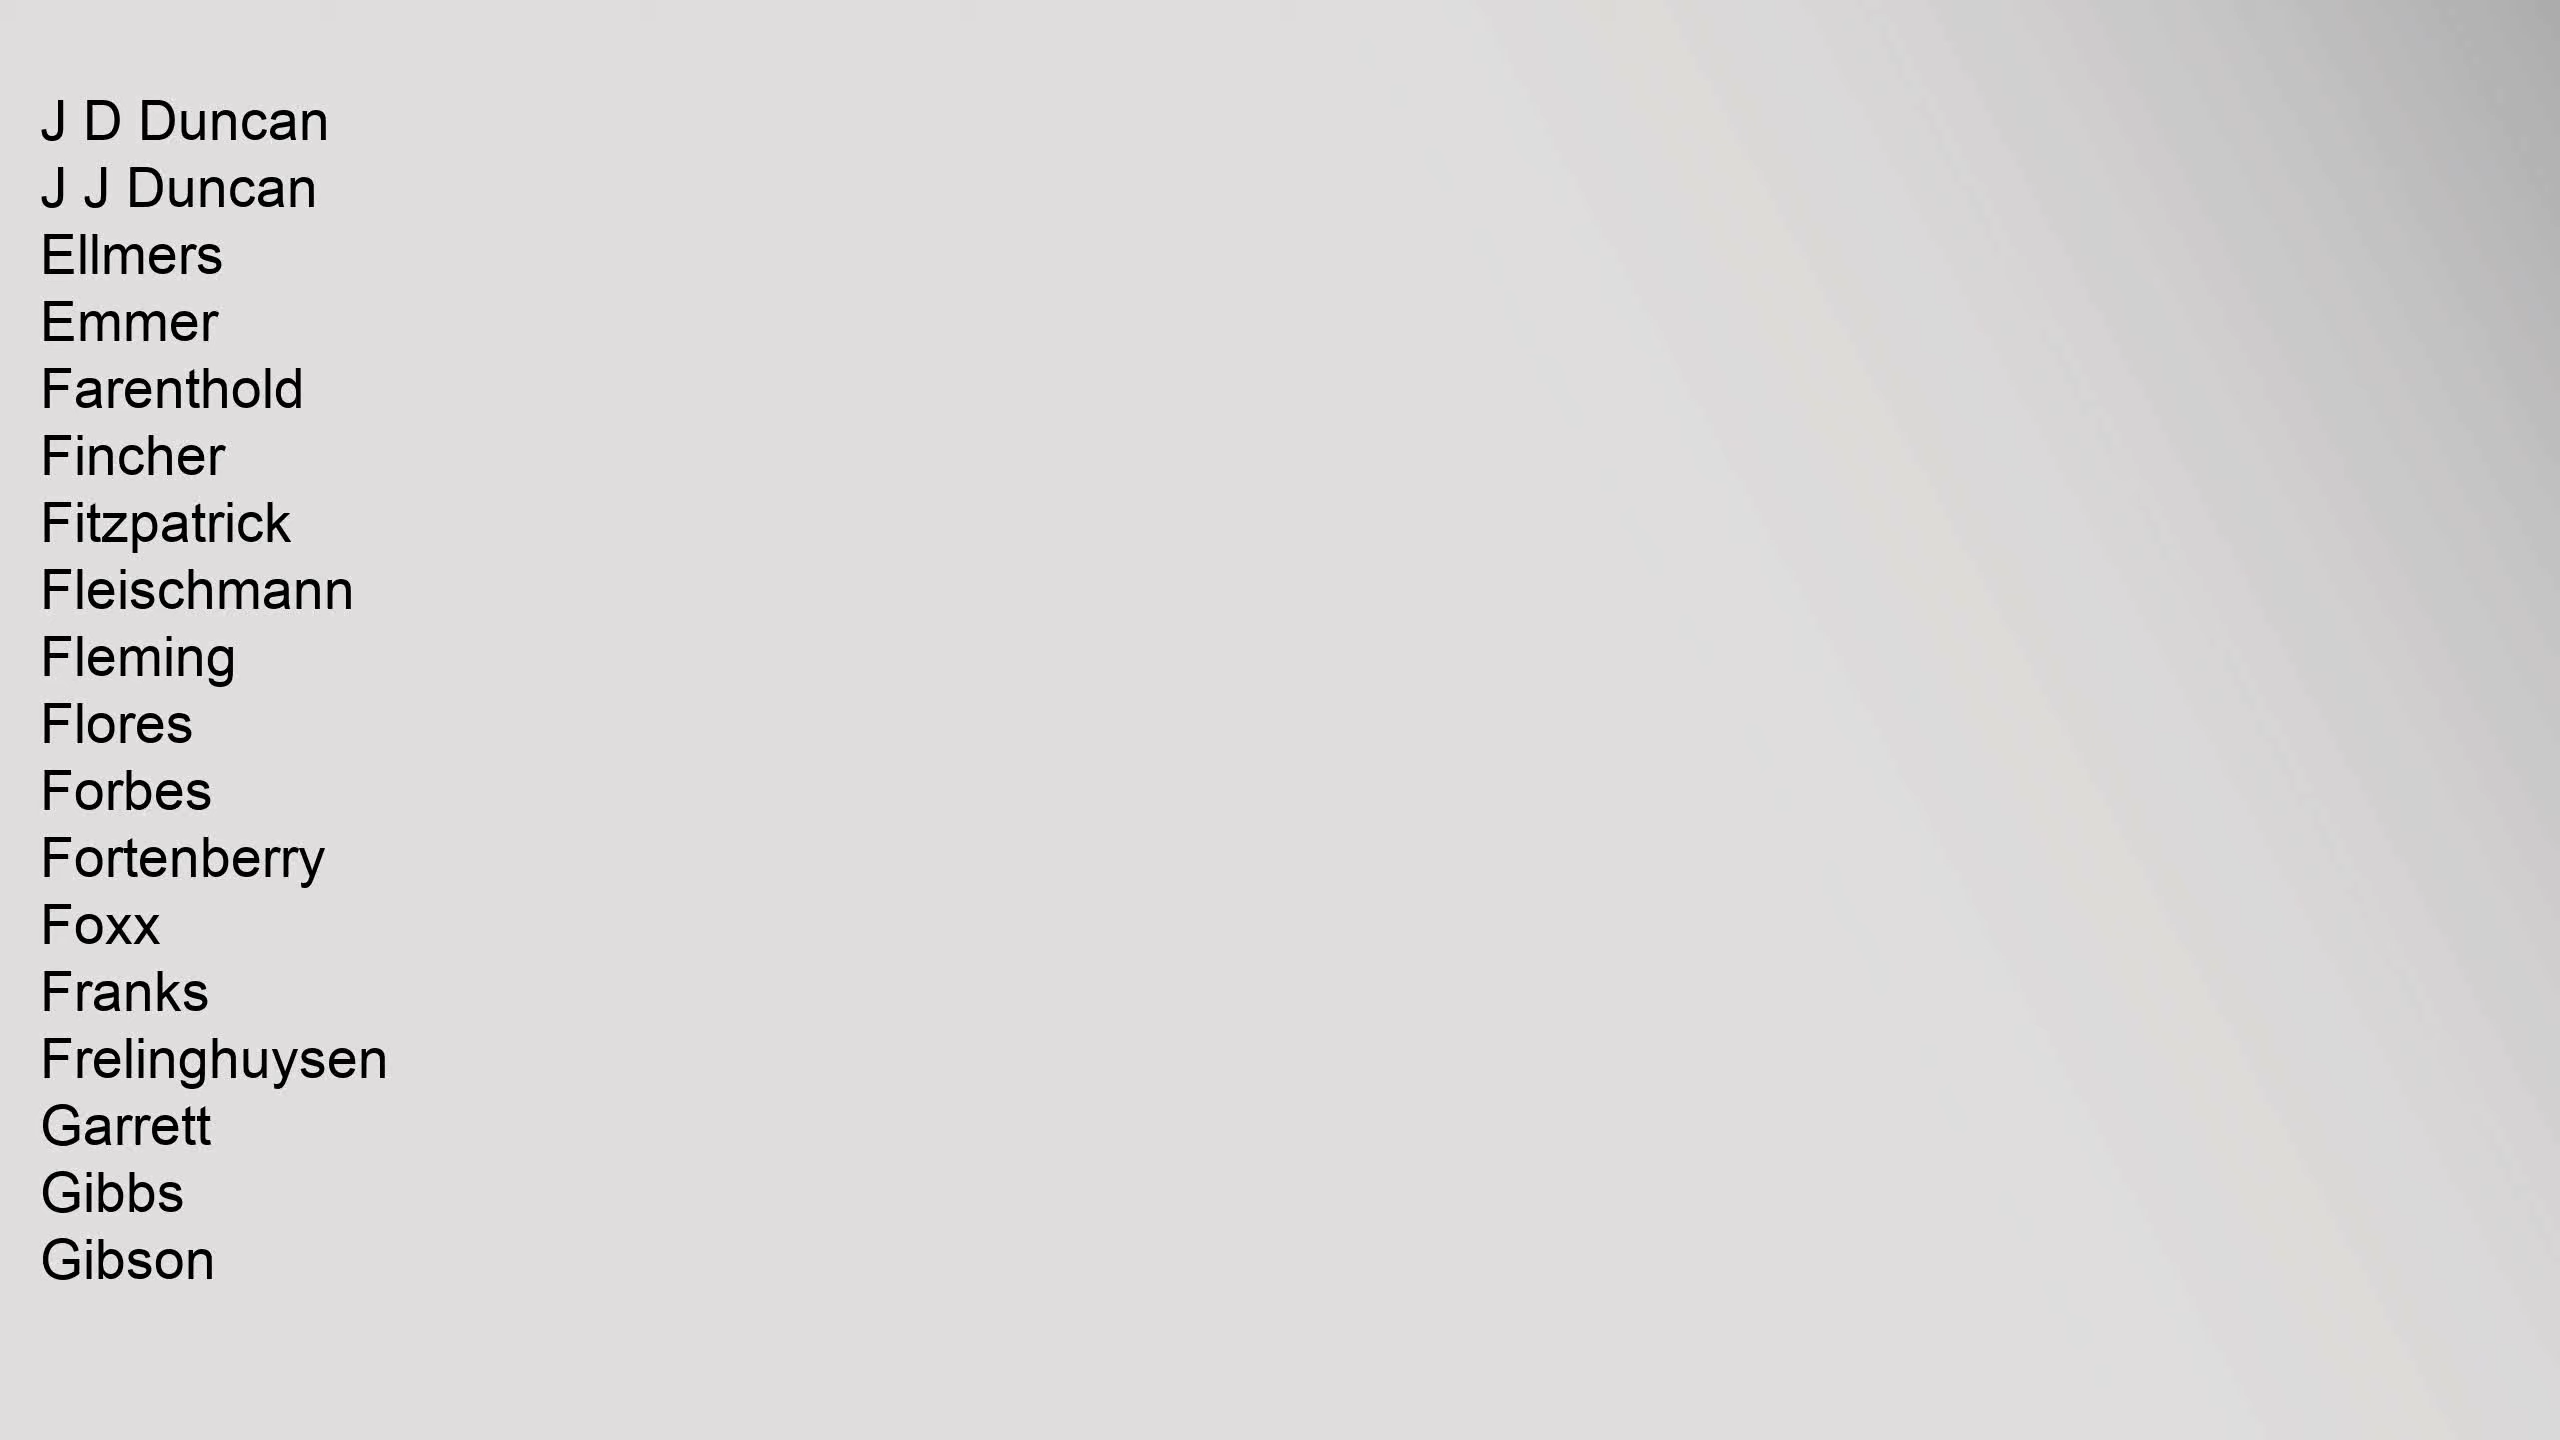 J D Duncan
J J Duncan
Ellmers
Emmer
Farenthold
Fincher
Fitzpatrick
Fleischmann
Fleming
Flores
Forbes
Fortenberry
Foxx
Franks
Frelinghuysen
Garrett
Gibbs
Gibson